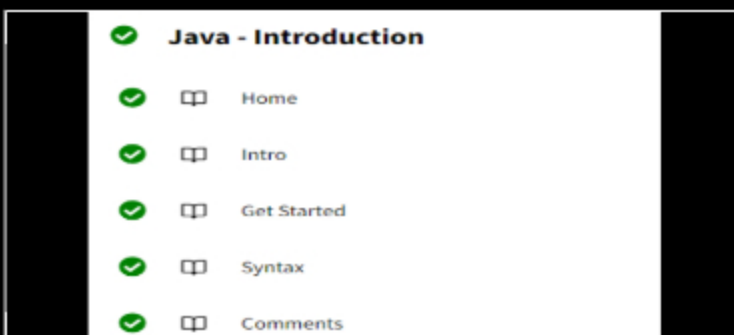 Java - Introduction
Home
Intro
Get Started
Syntax
Comments